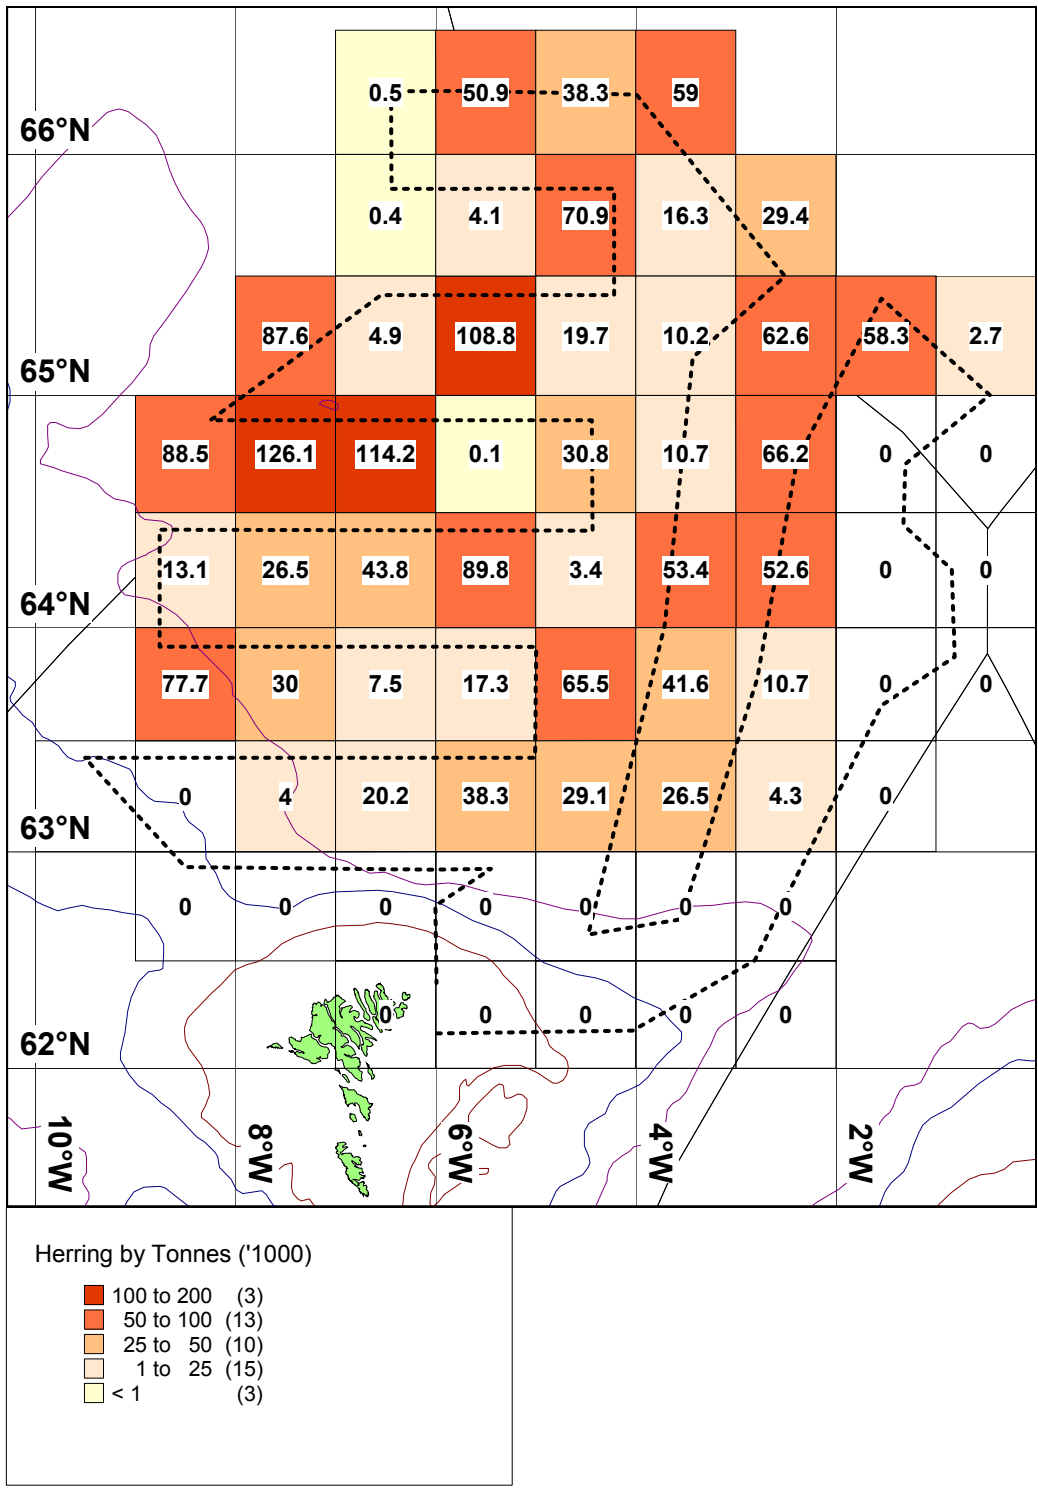 0.5 50.9 38.3 59
66°N
0.4 4.1 70.9 16.3 29.4
87.6 4.9 108.8 19.7 10.2 62.6 58.3 2.7
65°N
88.5 126.1 114.2 0.1 30.8 10.7 66.2 0 0
13.1 26.5 43.8 89.8 3.4 53.4 52.6 0 0
64°N
77.7 30 7.5 17.3 65.5 41.6 10.7 0 0
0 4 20.2 38.3 29.1 26.5 4.3 0
63°N
0 0 0 0 0 0 0
0 0 0 0 0
62°N
10°W 8°W 6°W 4°W 2°W
Herring by Tonnes ('1000)
100 to 200 (3)
50 to 100 (13)
25 to 50 (10)
1 to 25 (15)
< 1 (3)